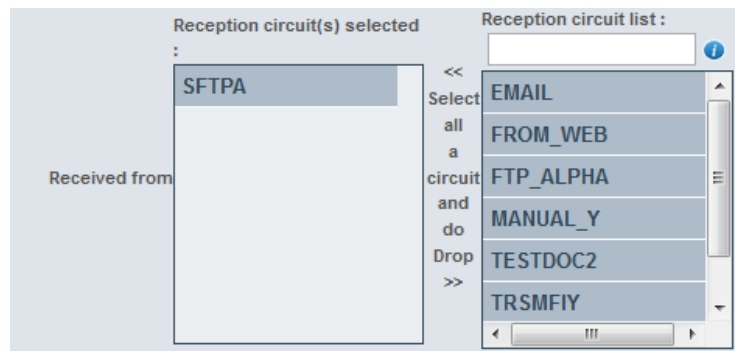 Reception circuit(s) selected
:
SFTPA
Received from
<<
Select
all
a
circuit
and
do
Drop
>>
Reception circuit list :
EMAIL
FROM_WEB
FTP_ALPHA
MANUAL_Y
TESTDOC2
TRSMFIY